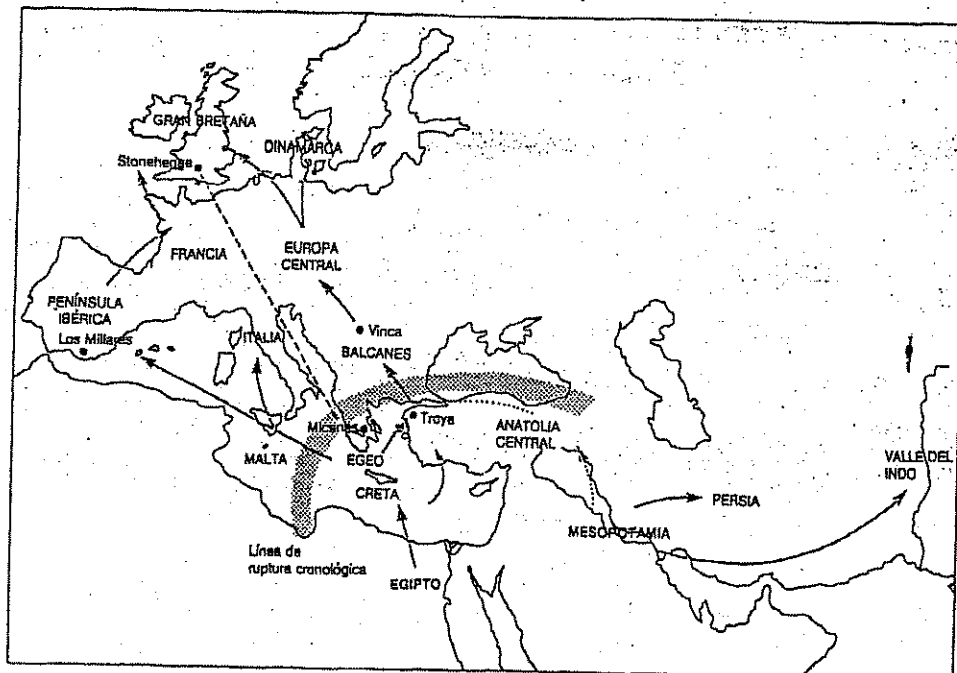 GRAN BRETAÑA
DINAMARCA
Stonehenge
FRANCIA
EUROPA
CENTRAL
PENÍNSULA
IBÉRICA
Los Millares
ITALIA
Vinca
BALCANES
Micenas
Troya
ANATOLIA
CENTRAL
MALTA
EGEO
CRETA
VALLE DEL
INDO
PERSIA
MESOPOTAMIA
Línea de
ruptura cronológica
EGIPTO